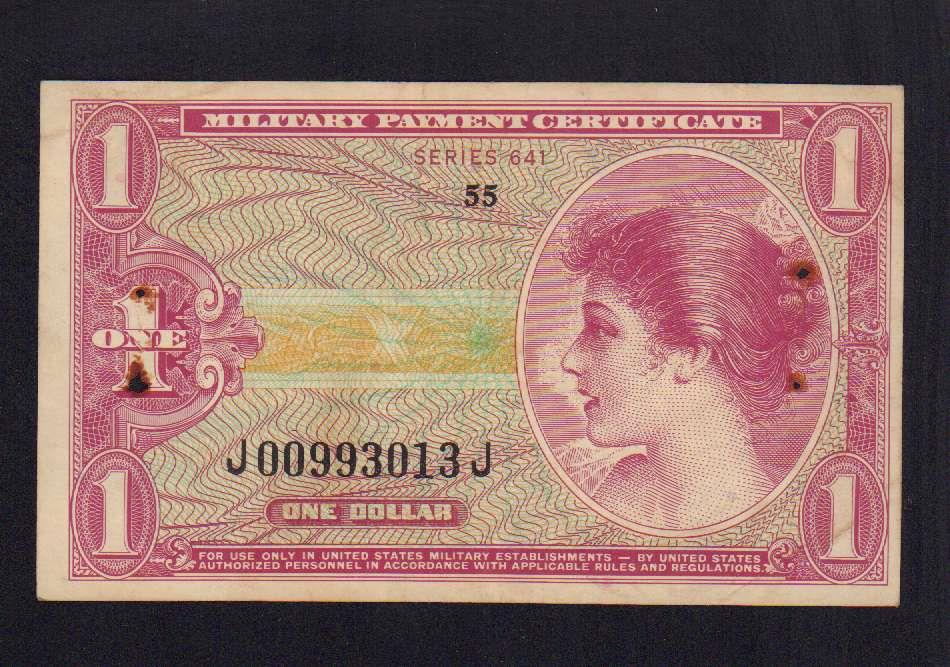 1 MILITARY PAYMENT CERTIFICATE 1
SERIES 641
55
1
ONE
J00993013J
ONE DOLLAR
1 1
FOR USE ONLY IN UNITED STATES MILITARY ESTABLISHMENTS — BY UNITED STATES
AUTHORIZED PERSONNEL IN ACCORDANCE WITH APPLICABLE RULES AND REGULATIONS.